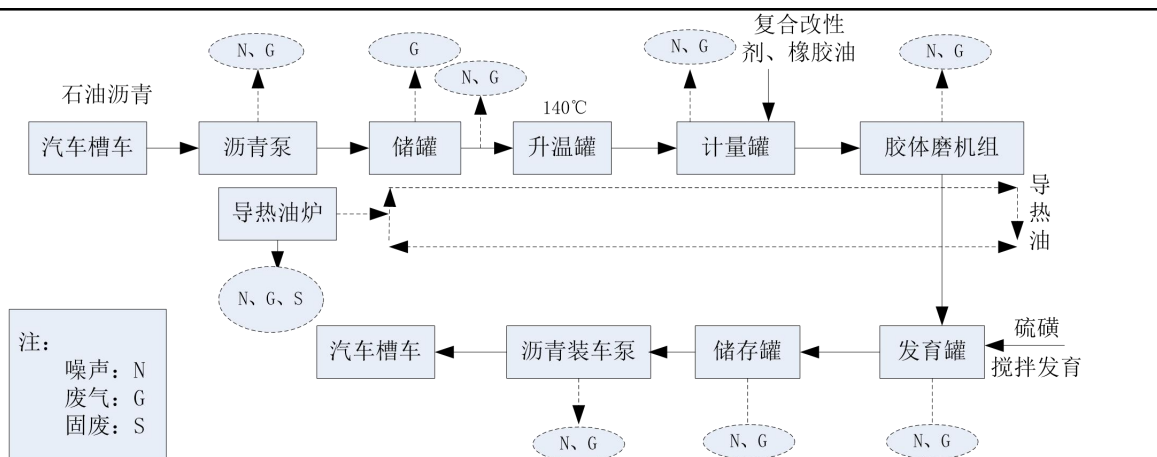 复合改性
剂、橡胶油
N、G
G
N、G
N、G
N、G
石油沥青
140℃
汽车槽车
沥青泵
储罐
升温罐
计量罐
胶体磨机组
导热油炉
导
热
油
N、G、S
注：
噪声：N
废气：G
固废：S
汽车槽车
沥青装车泵
储存罐
发育罐
硫磺
搅拌发育
N、G
N、G
N、G